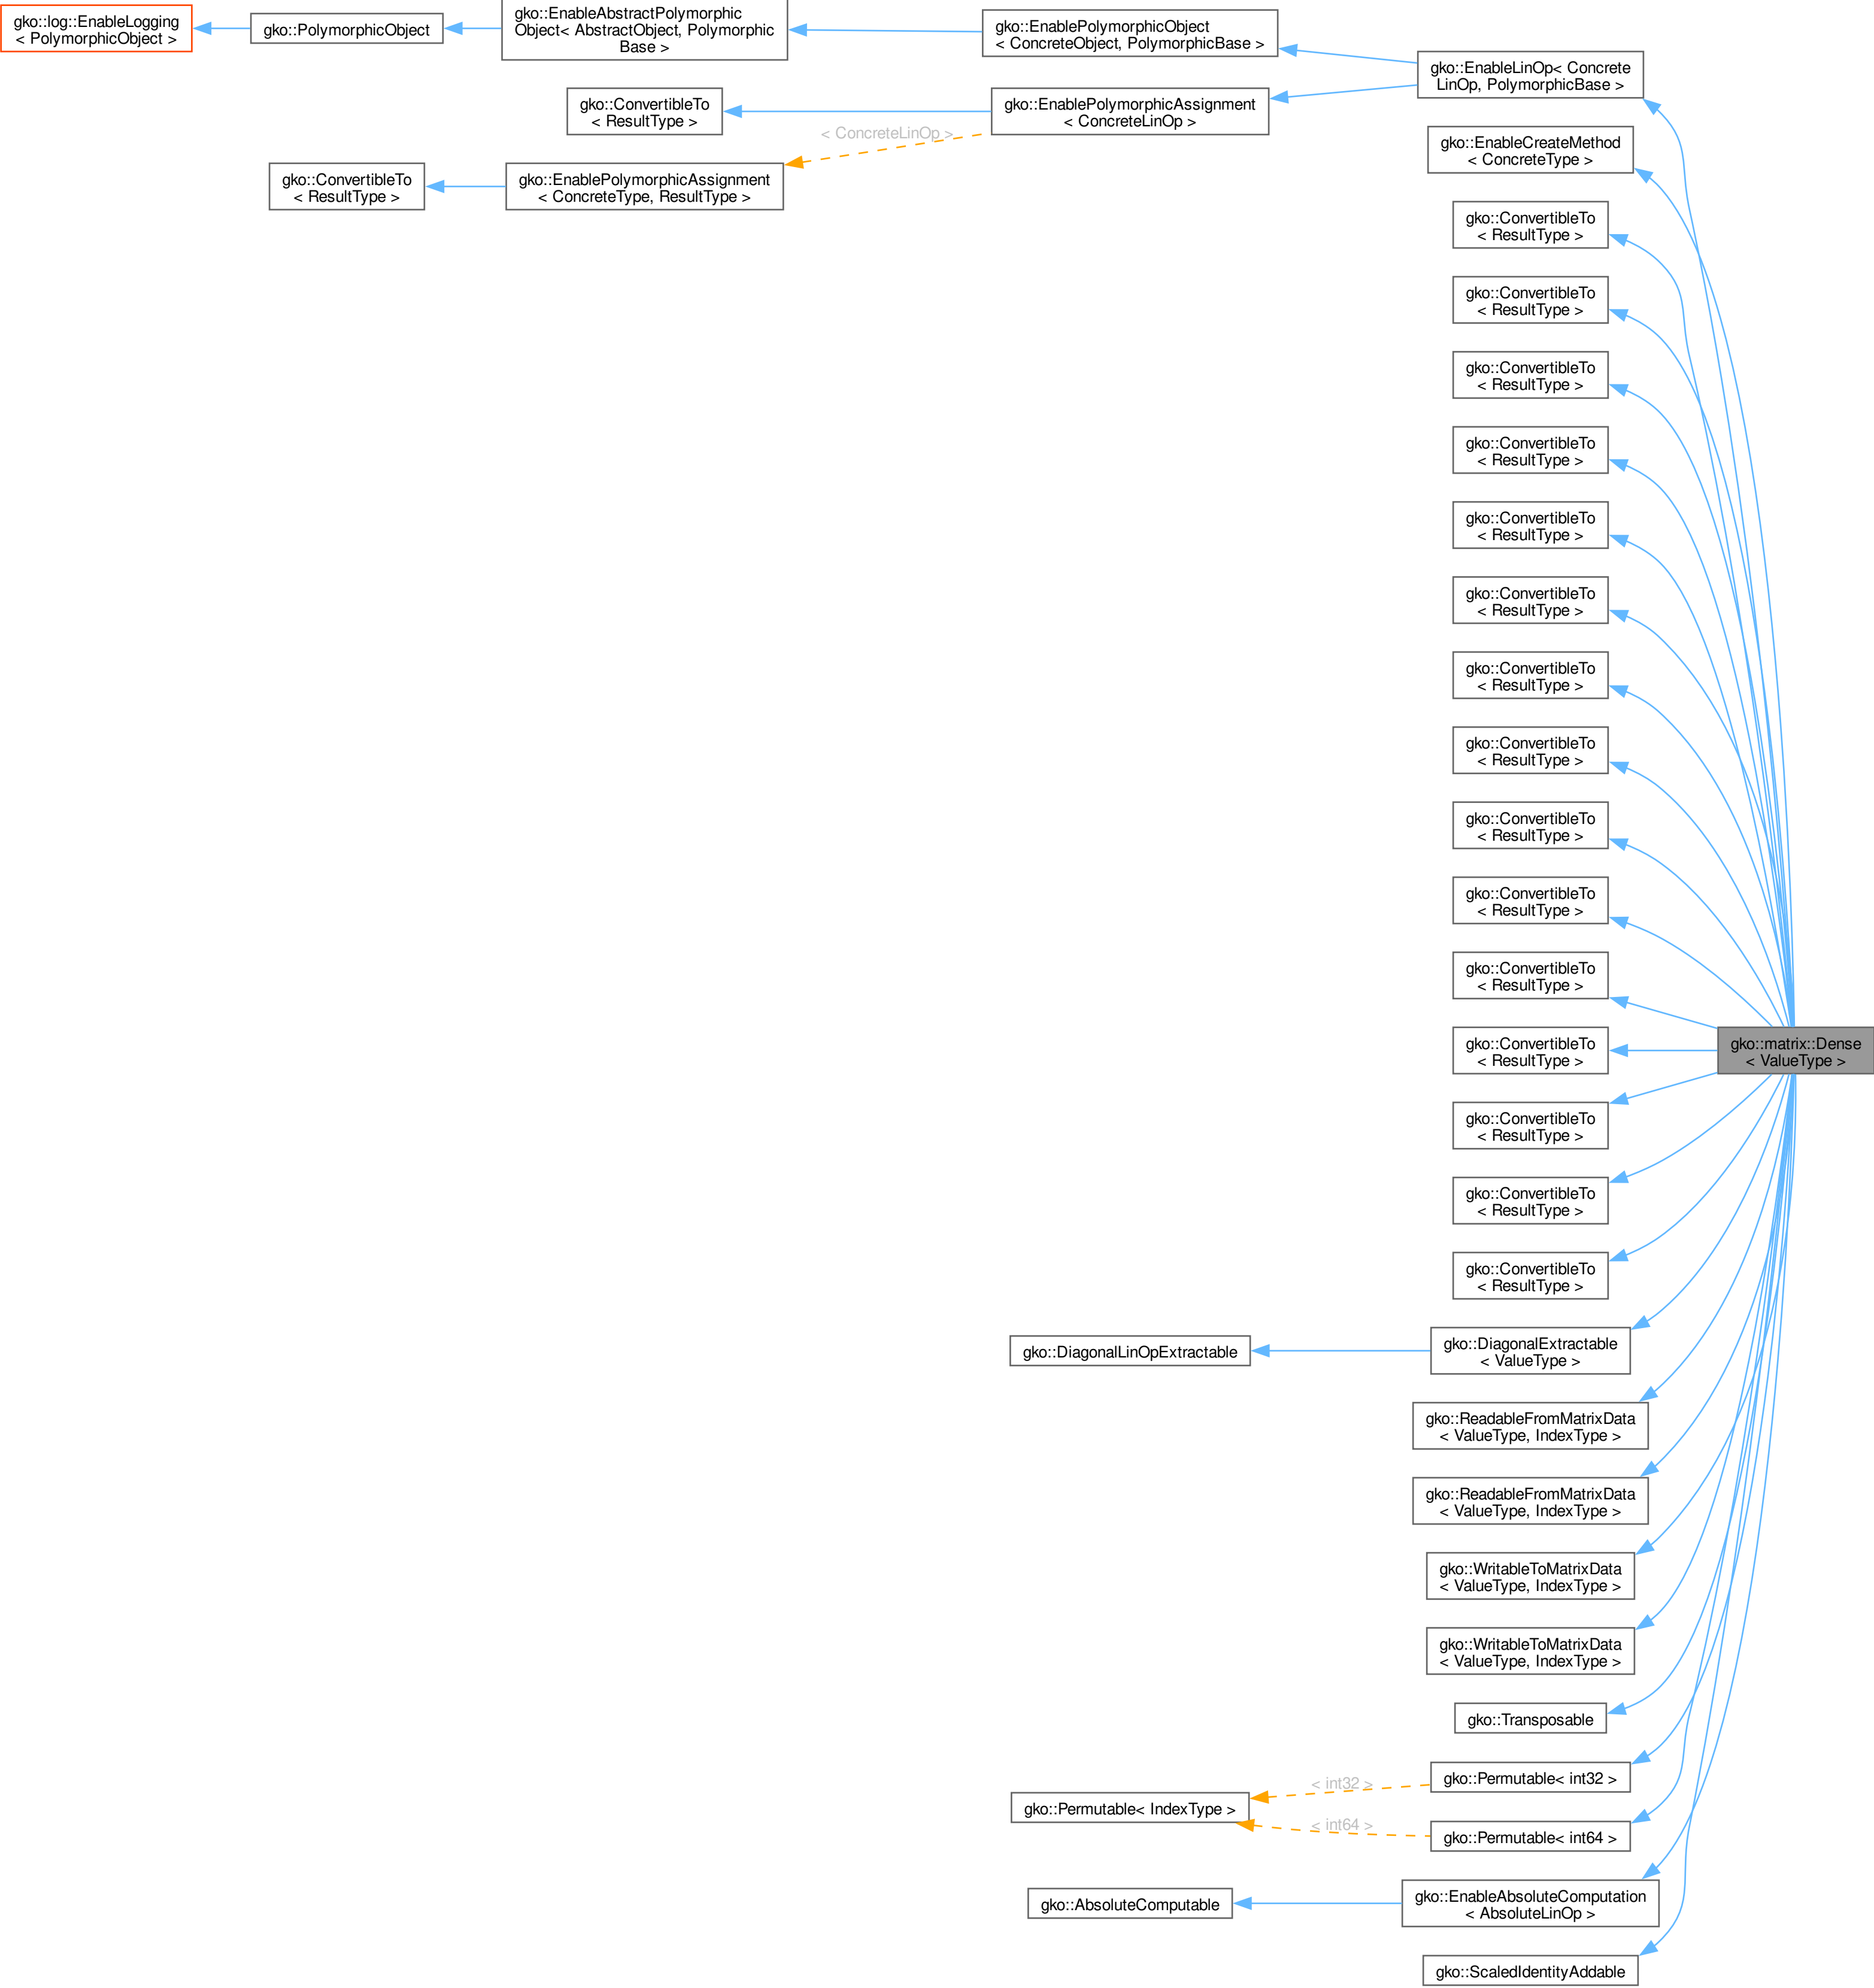 gko::log::EnableLogging
< PolymorphicObject >
gko::PolymorphicObject
gko::EnableAbstractPolymorphic
Object< AbstractObject, Polymorphic
Base >
gko::EnablePolymorphicObject
< ConcreteObject, PolymorphicBase >
gko::EnableLinOp< Concrete
LinOp, PolymorphicBase >
gko::ConvertibleTo
< ResultType >
gko::EnablePolymorphicAssignment
< ConcreteLinOp >
< ConcreteLinOp >
gko::EnableCreateMethod
< ConcreteType >
gko::ConvertibleTo
< ResultType >
gko::EnablePolymorphicAssignment
< ConcreteType, ResultType >
gko::ConvertibleTo
< ResultType >
gko::ConvertibleTo
< ResultType >
gko::ConvertibleTo
< ResultType >
gko::ConvertibleTo
< ResultType >
gko::ConvertibleTo
< ResultType >
gko::ConvertibleTo
< ResultType >
gko::ConvertibleTo
< ResultType >
gko::ConvertibleTo
< ResultType >
gko::ConvertibleTo
< ResultType >
gko::ConvertibleTo
< ResultType >
gko::ConvertibleTo
< ResultType >
gko::ConvertibleTo
< ResultType >
gko::matrix::Dense
< ValueType >
gko::ConvertibleTo
< ResultType >
gko::ConvertibleTo
< ResultType >
gko::ConvertibleTo
< ResultType >
gko::DiagonalLinOpExtractable
gko::DiagonalExtractable
< ValueType >
gko::ReadableFromMatrixData
< ValueType, IndexType >
gko::ReadableFromMatrixData
< ValueType, IndexType >
gko::WritableToMatrixData
< ValueType, IndexType >
gko::WritableToMatrixData
< ValueType, IndexType >
gko::Transposable
gko::Permutable< IndexType >
< int32 >
gko::Permutable< int32 >
< int64 >
gko::Permutable< int64 >
gko::AbsoluteComputable
gko::EnableAbsoluteComputation
< AbsoluteLinOp >
gko::ScaledIdentityAddable